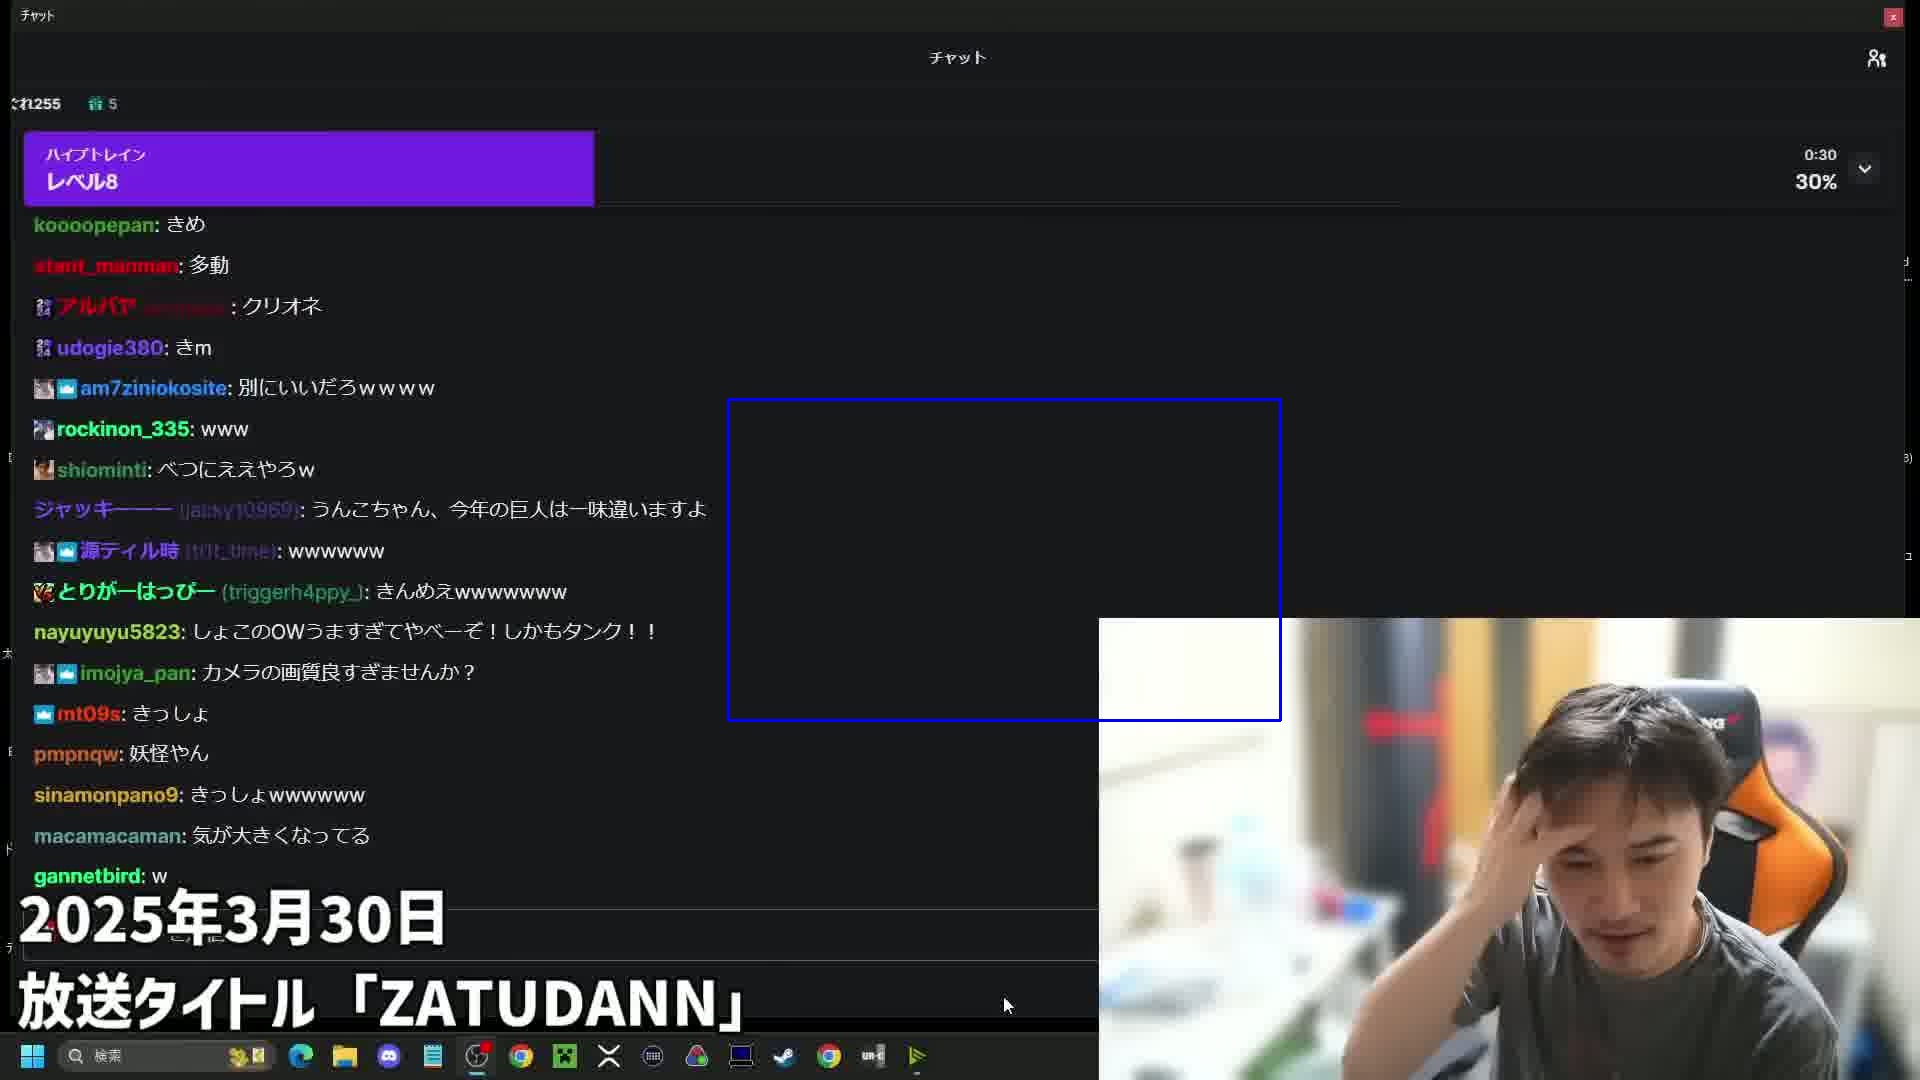 チャット
チャット
ぐれ255 5
ハイプトレイン
レベル8
0:30
30%
koooopepan: きめ
stant_manman: 多動
アルパヤ : クリオネ
udogie380: きm
am7ziniokosite: 別にいいだろｗｗｗｗ
rockinon_335: www
shiominti: べつにええやろw
ジャッキーーー (jacky10969): うんこちゃん、今年の巨人は一味違いますよ
源ティル時 : wwwwww
とりがーはっぴー (triggerh4ppy_): きんめえwwwwwww
nayuyuyu5823: しょこのOWうますぎてやべーぞ！しかもタンク！！
imojya_pan: カメラの画質良すぎませんか？
mt09s: きっしょ
pmpnqw: 妖怪やん
sinamonpano9: きっしょwwwwww
macamacaman: 気が大きくなってる
gannetbird: w
2025年3月30日
放送タイトル「ZATUDANN」
検索